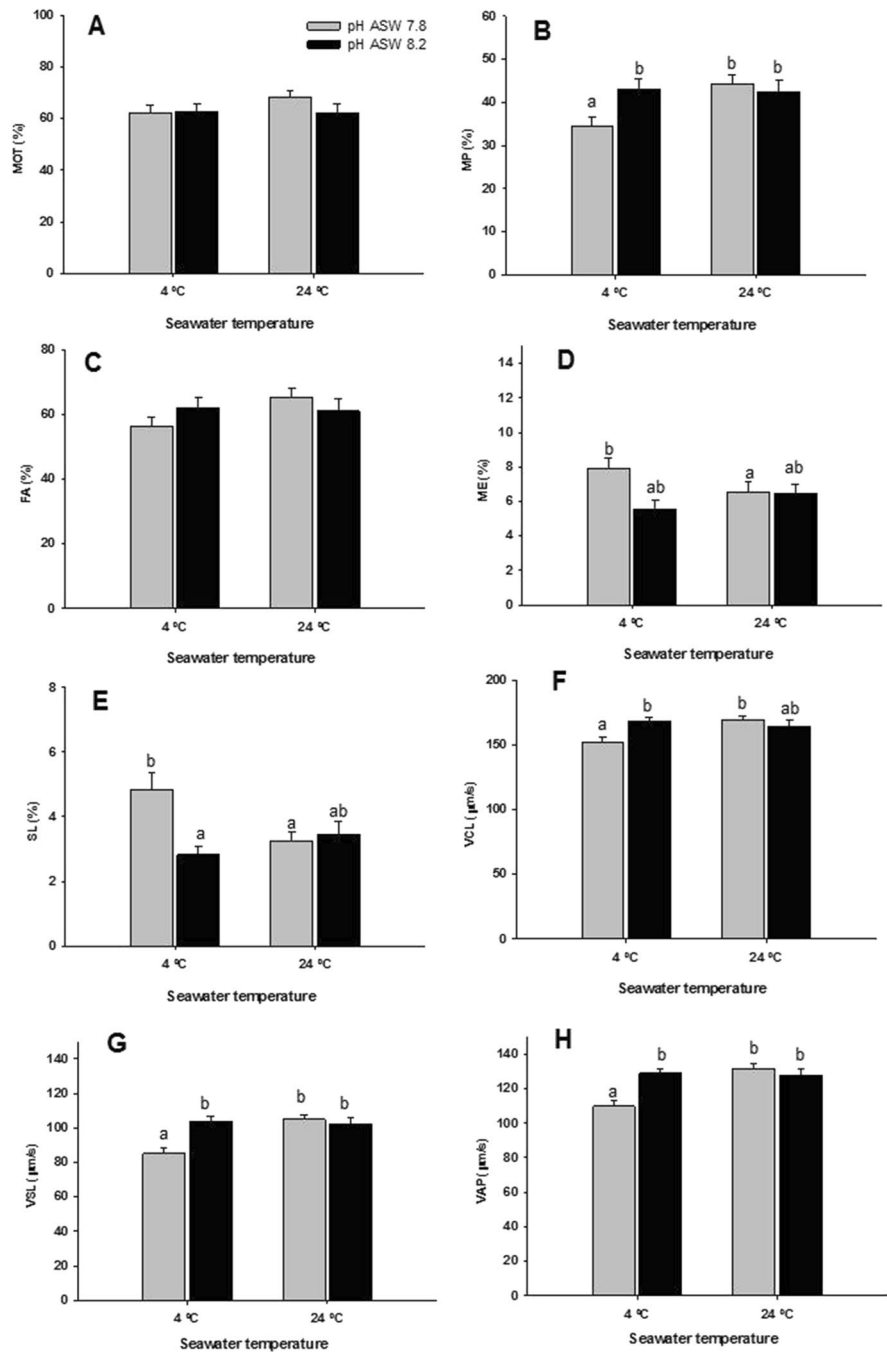 A
pH ASW 7.8
pH ASW 8.2
100
80
60
40
20
0
MOT (%)
4 ºC
24 ºC
Seawater temperature
B
60
50
40
30
20
10
0
MP (%)
a
b
b
b
4 ºC
24 ºC
Seawater temperature
C
80
60
40
20
0
FA (%)
4 ºC
24 ºC
Seawater temperature
D
14
12
10
8
6
4
2
0
ME (%)
b
ab
a
ab
4 ºC
24 ºC
Seawater temperature
E
8
6
4
2
0
SL (%)
b
a
a
ab
4 ºC
24 ºC
Seawater temperature
F
200
150
100
50
0
VCL ( µm/s)
a
b
b
ab
4 ºC
24 ºC
Seawater temperature
G
140
120
100
80
60
40
20
0
VSL ( µm/s)
a
b
b
b
4 ºC
24 ºC
Seawater temperature
H
140
120
100
80
60
40
20
0
VAP ( µm/s)
a
b
b
b
4 ºC
24 ºC
Seawater temperature